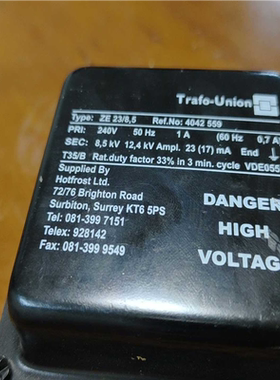 Trafo-Union
Type: ZE 23/8,5 Ref.No: 4042 559
PRI: 240V 50 Hz 1 A (60 Hz 0,7 A)
SEC: 8,5 kV 12,4 kV Ampl. 23 (17) mA End
T35/B Rat.duty factor 33% in 3 min. cycle VDE055
Supplied By
Hotfrost Ltd.
72/76 Brighton Road
Surbiton, Surrey KT6 5PS
Tel: 081-399 7151
Telex: 928142
Fax: 081-399 9549
DANGER
HIGH
VOLTAGE